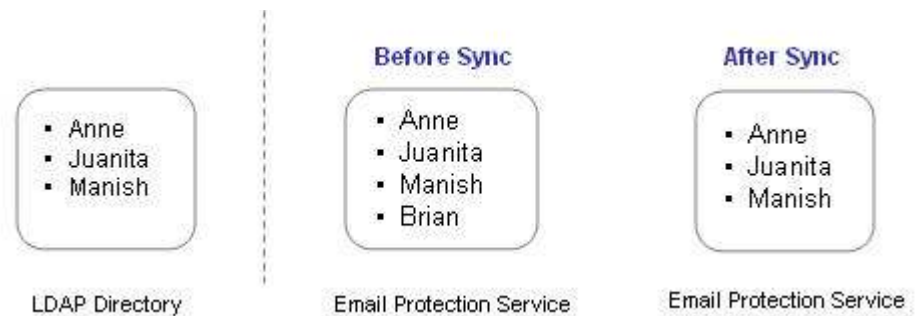 Before Sync
After Sync
▪ Anne
▪ Juanita
▪ Manish
▪ Anne
▪ Juanita
▪ Manish
▪ Brian
▪ Anne
▪ Juanita
▪ Manish
LDAP Directory
Email Protection Service
Email Protection Service